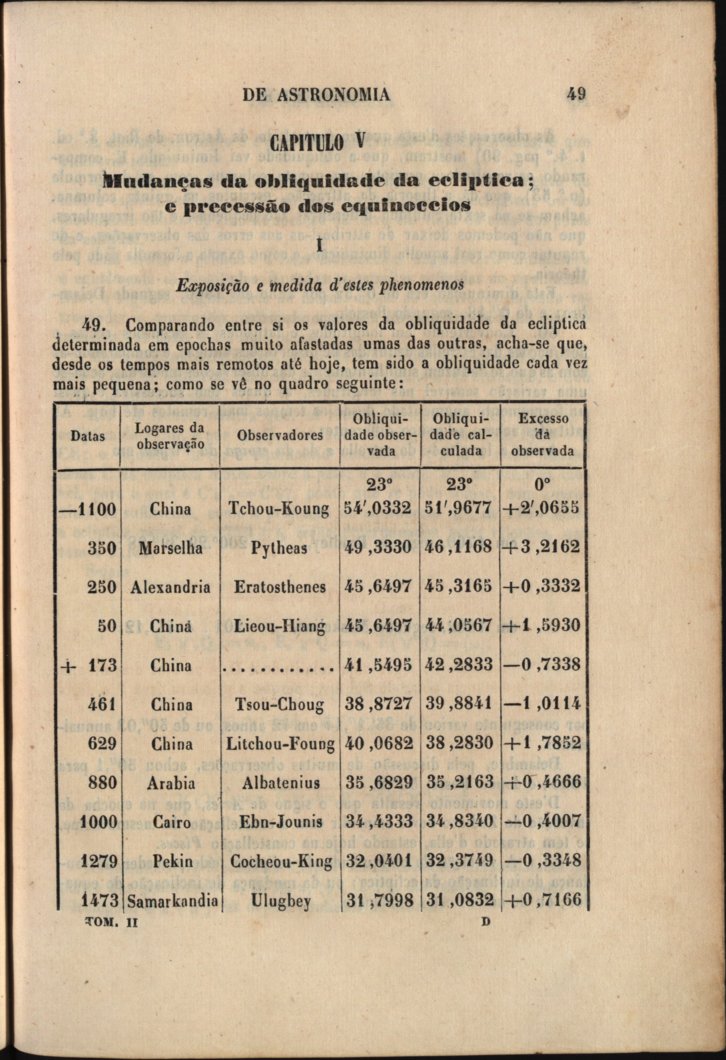 DE ASTRONOMIA 49
CAPITULO V
Mudanças da obliquidade da ecliptica;
e precessão dos equinoccios
I
Exposição e medida d'estes phenomenos
49. Comparando entre si os valores da obliquidade da ecliptica
determinada em epochas muito afastadas umas das outras, acha-se que,
desde os tempos mais remotos até hoje, tem sido a obliquidade cada vez
mais pequena; como se vê no quadro seguinte:
Datas | Logares da observação | Observadores | Obliqui-dade obser-vada | Obliqui-dade cal-culada | Excesso da observada
23° 23° 0°
—1100 China Tchou-Koung 54',0332 51',9677 +2',0655
350 Marselha Pytheas 49 ,3330 46 ,1168 +3 ,2162
250 Alexandria Eratosthenes 45 ,6497 45 ,3165 +0 ,3332
50 China Lieou-Hiang 45 ,6497 44 ,0567 +1 ,5930
+ 173 China ............ 41 ,5495 42 ,2833 —0 ,7338
461 China Tsou-Choug 38 ,8727 39 ,8841 —1 ,0114
629 China Litchou-Foung 40 ,0682 38 ,2830 +1 ,7852
880 Arabia Albatenius 35 ,6829 35 ,2163 +0 ,4666
1000 Cairo Ebn-Jounis 34 ,4333 34 ,8340 —0 ,4007
1279 Pekin Cocheou-King 32 ,0401 32 ,3749 —0 ,3348
1473 Samarkandia Ulugbey 31 ,7998 31 ,0832 +0 ,7166
TOM. II D